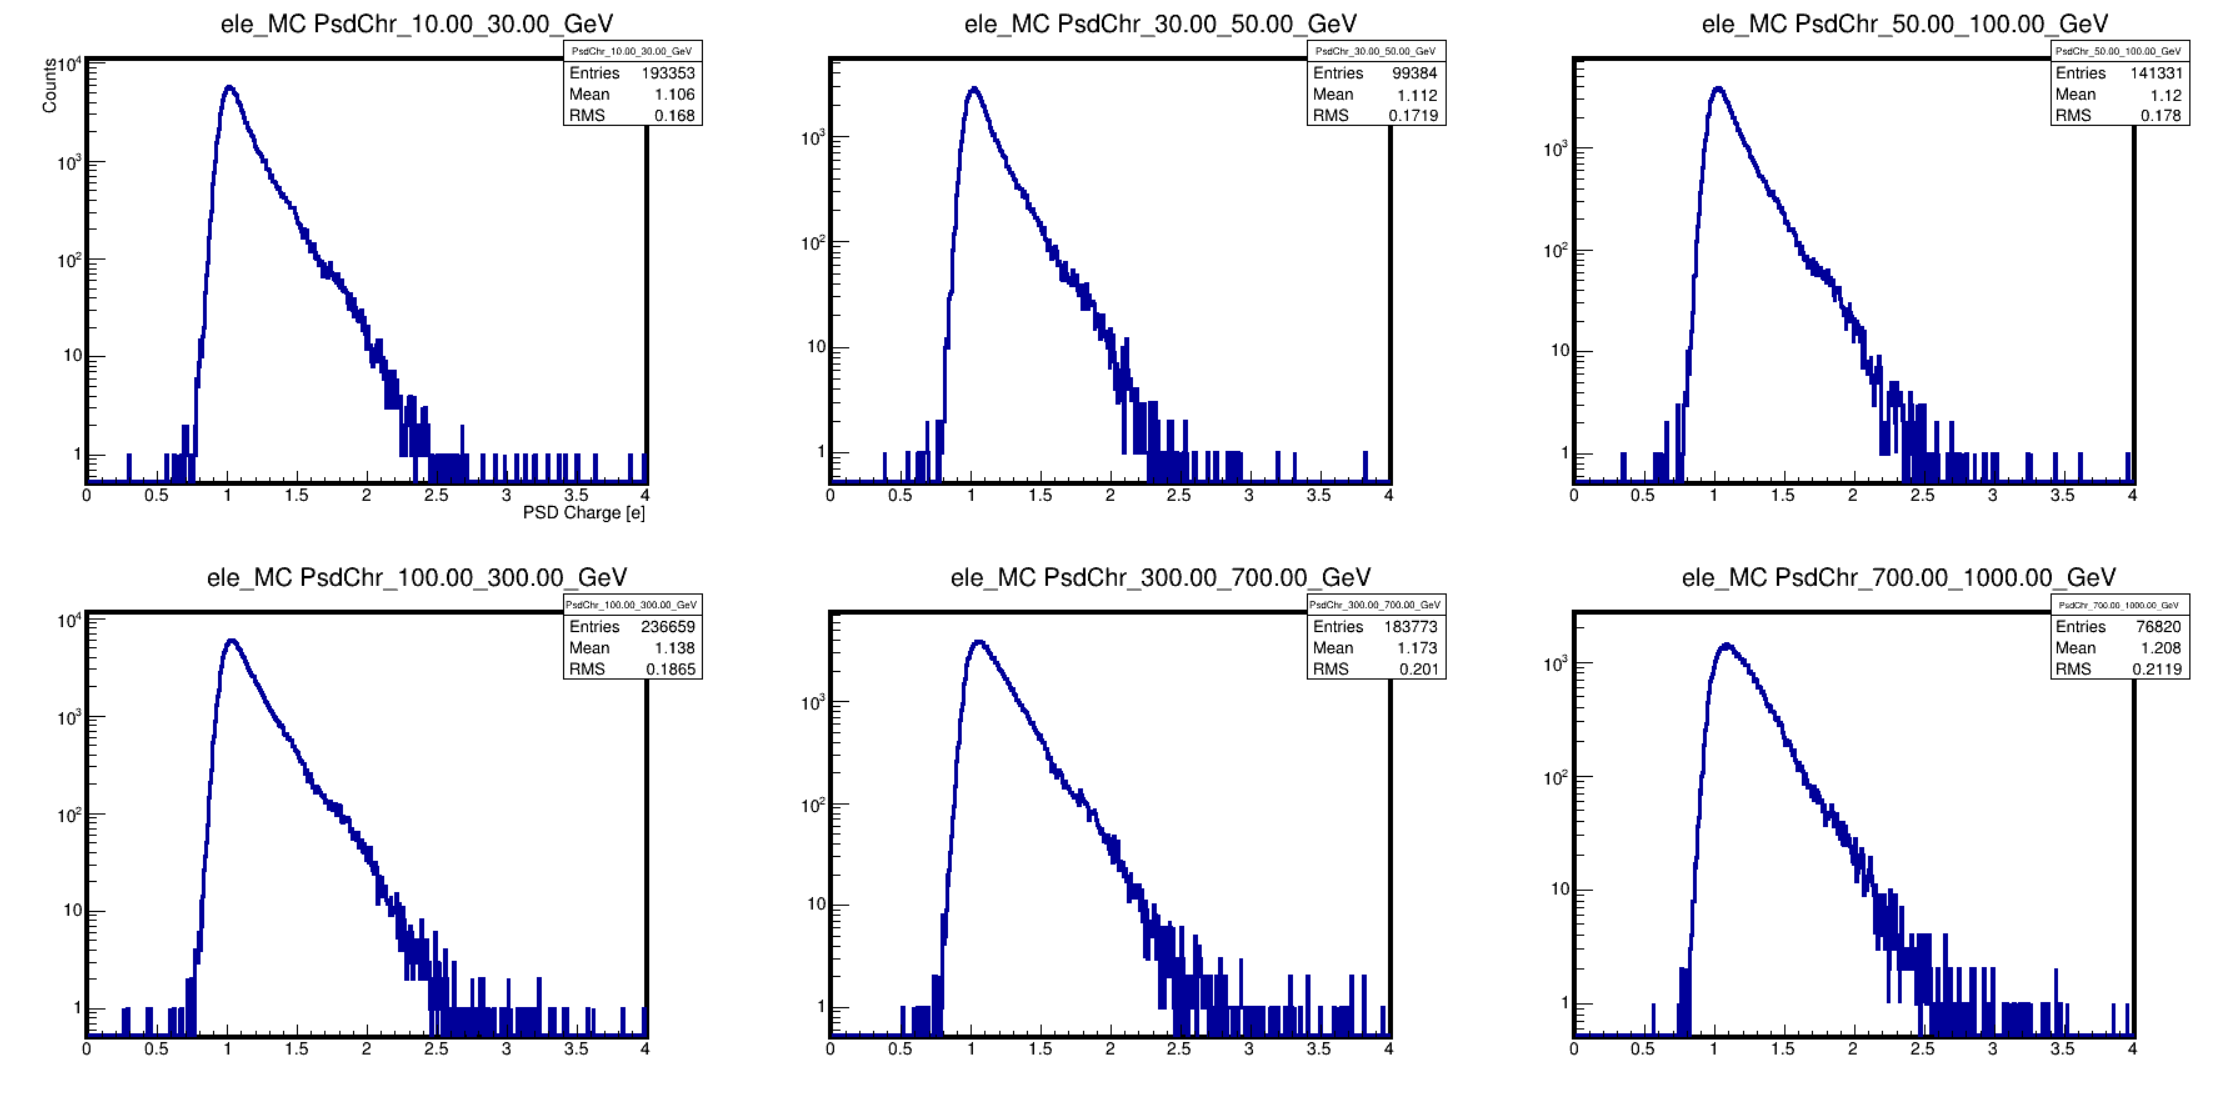 ele_MC PsdChr_10.00_30.00_GeV
PsdChr_10.00_30.00_GeV
Entries 193353
Mean 1.106
RMS 0.168
Counts
10^4
10^3
10^2
10
1
0 0.5 1 1.5 2 2.5 3 3.5 4
PSD Charge [e]
ele_MC PsdChr_30.00_50.00_GeV
PsdChr_30.00_50.00_GeV
Entries 99384
Mean 1.112
RMS 0.1719
10^3
10^2
10
1
0 0.5 1 1.5 2 2.5 3 3.5 4
ele_MC PsdChr_50.00_100.00_GeV
PsdChr_50.00_100.00_GeV
Entries 141331
Mean 1.12
RMS 0.178
10^3
10^2
10
1
0 0.5 1 1.5 2 2.5 3 3.5 4
ele_MC PsdChr_100.00_300.00_GeV
PsdChr_100.00_300.00_GeV
Entries 236659
Mean 1.138
RMS 0.1865
10^4
10^3
10^2
10
1
0 0.5 1 1.5 2 2.5 3 3.5 4
ele_MC PsdChr_300.00_700.00_GeV
PsdChr_300.00_700.00_GeV
Entries 183773
Mean 1.173
RMS 0.201
10^3
10^2
10
1
0 0.5 1 1.5 2 2.5 3 3.5 4
ele_MC PsdChr_700.00_1000.00_GeV
PsdChr_700.00_1000.00_GeV
Entries 76820
Mean 1.208
RMS 0.2119
10^3
10^2
10
1
0 0.5 1 1.5 2 2.5 3 3.5 4